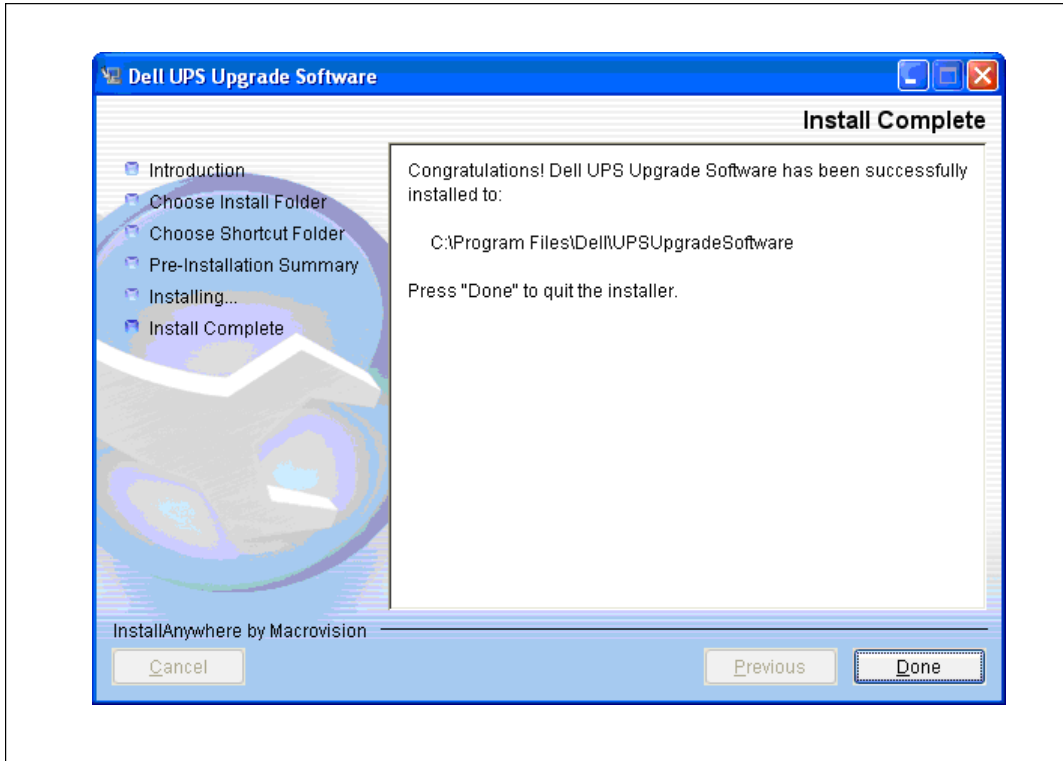 Dell UPS Upgrade Software
Install Complete
Introduction
Choose Install Folder
Choose Shortcut Folder
Pre-Installation Summary
Installing...
Install Complete
Congratulations! Dell UPS Upgrade Software has been successfully
installed to:
C:\Program Files\Dell\UPSUpgradeSoftware
Press "Done" to quit the installer.
InstallAnywhere by Macrovision
Cancel
Previous
Done